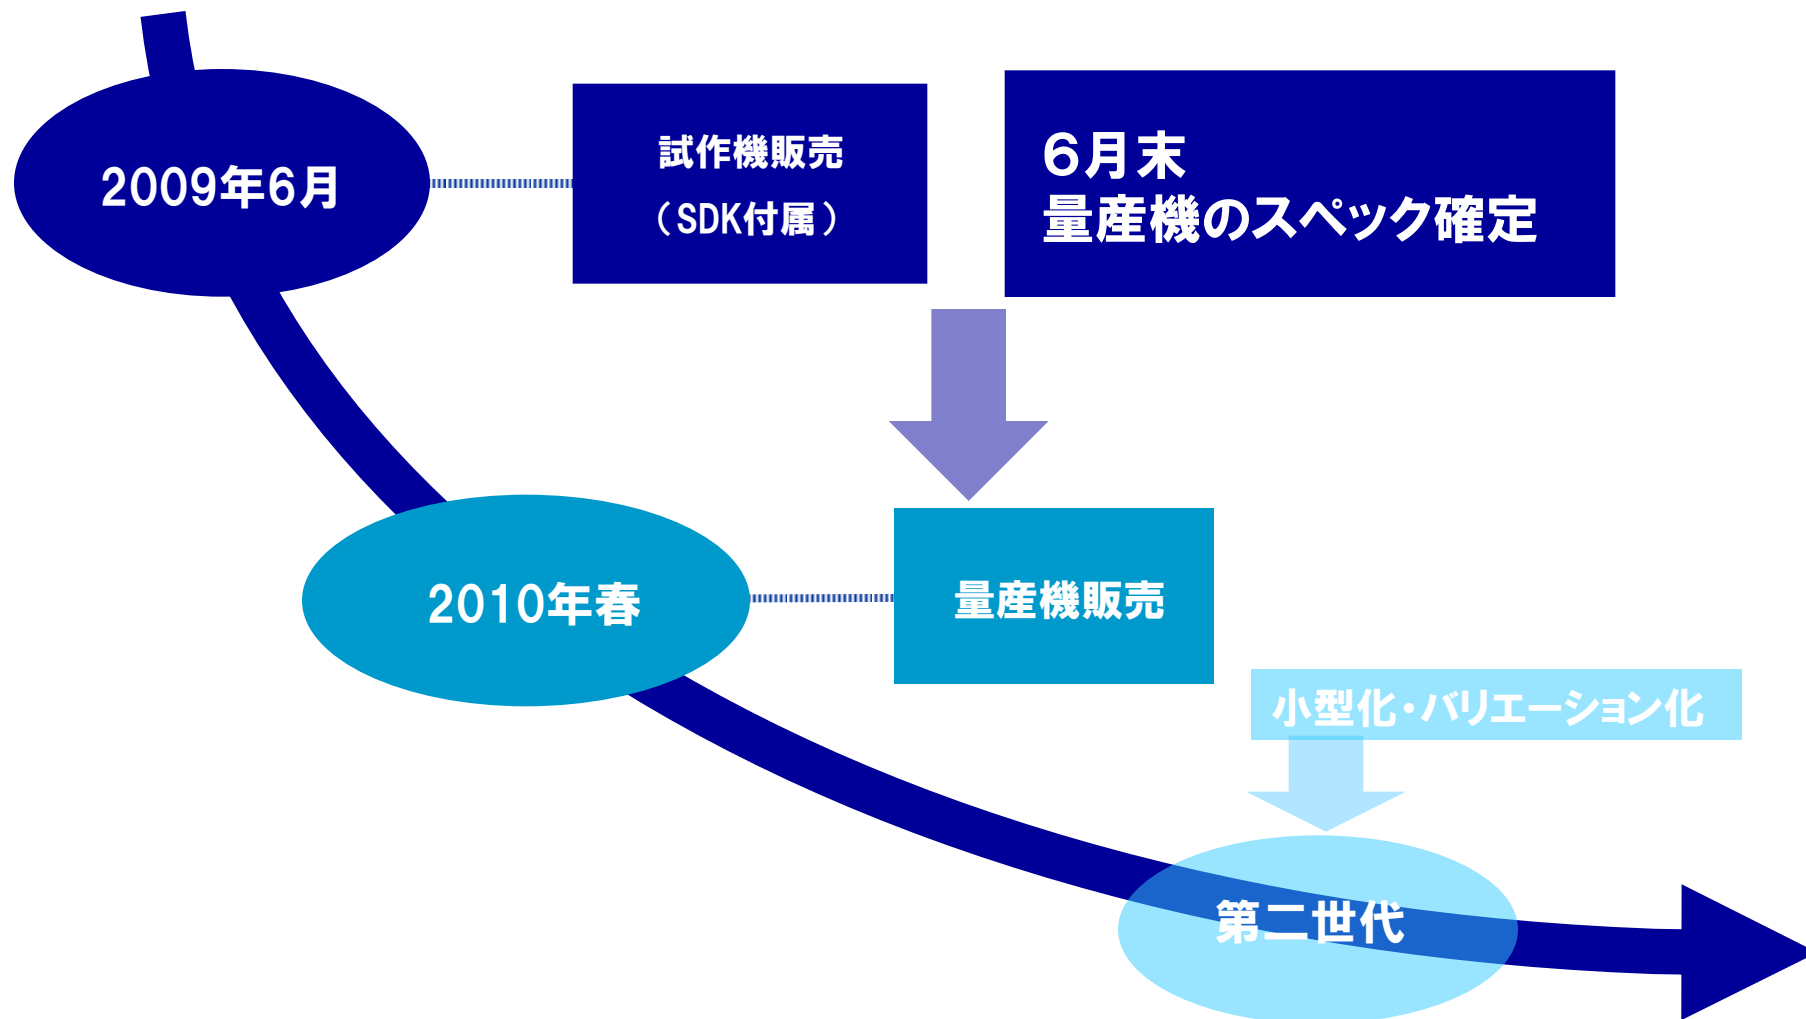 2009年6月
試作機販売
（SDK付属）
６月末
量産機のスペック確定
2010年春
量産機販売
小型化・バリエーション化
第二世代